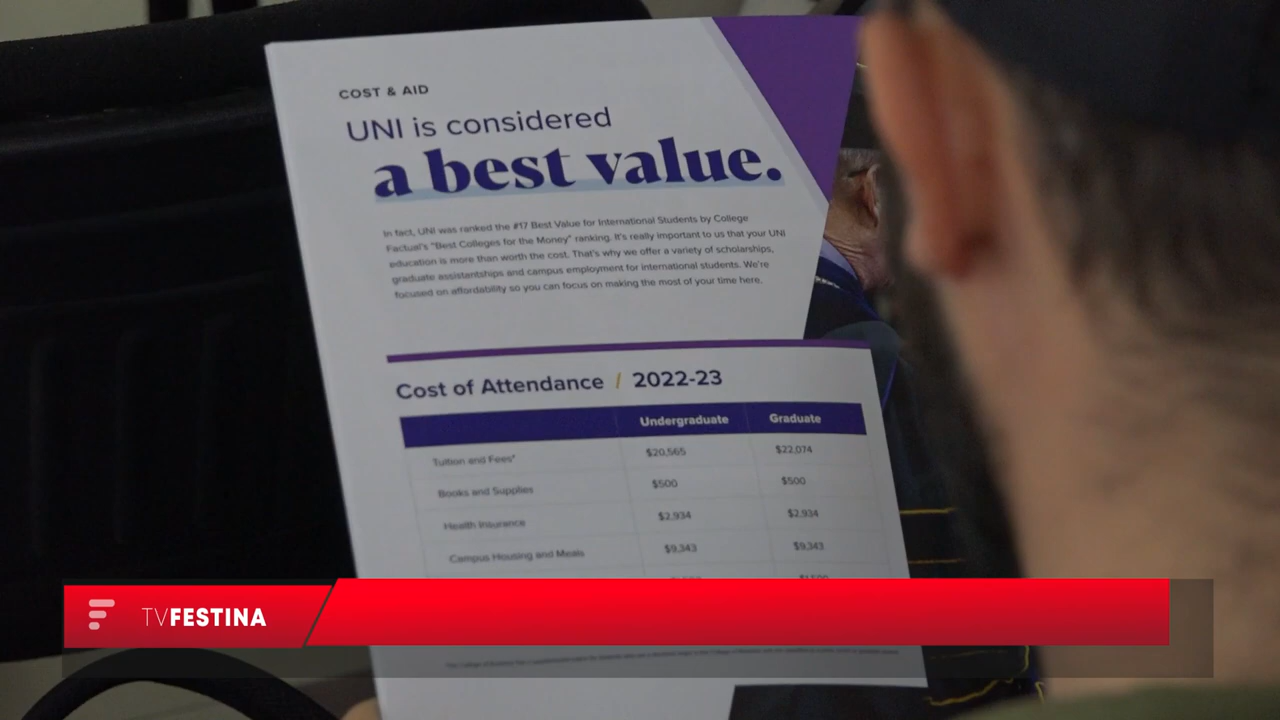 COST & AID
UNI is considered
a best value.
In fact, UNI was ranked the #17 Best Value for International Students by College
Factual's "Best Colleges for the Money" ranking. It's really important to us that your UNI
education is more than worth the cost. That's why we offer a variety of scholarships,
graduate assistantships and campus employment for international students. We're
focused on affordability so you can focus on making the most of your time here.
Cost of Attendance / 2022-23
Undergraduate Graduate
Tuition and Fees* $20,565 $22,074
Books and Supplies $500 $500
Health Insurance $2,934 $2,934
Campus Housing and Meals $9,343 $9,343
TVFESTINA